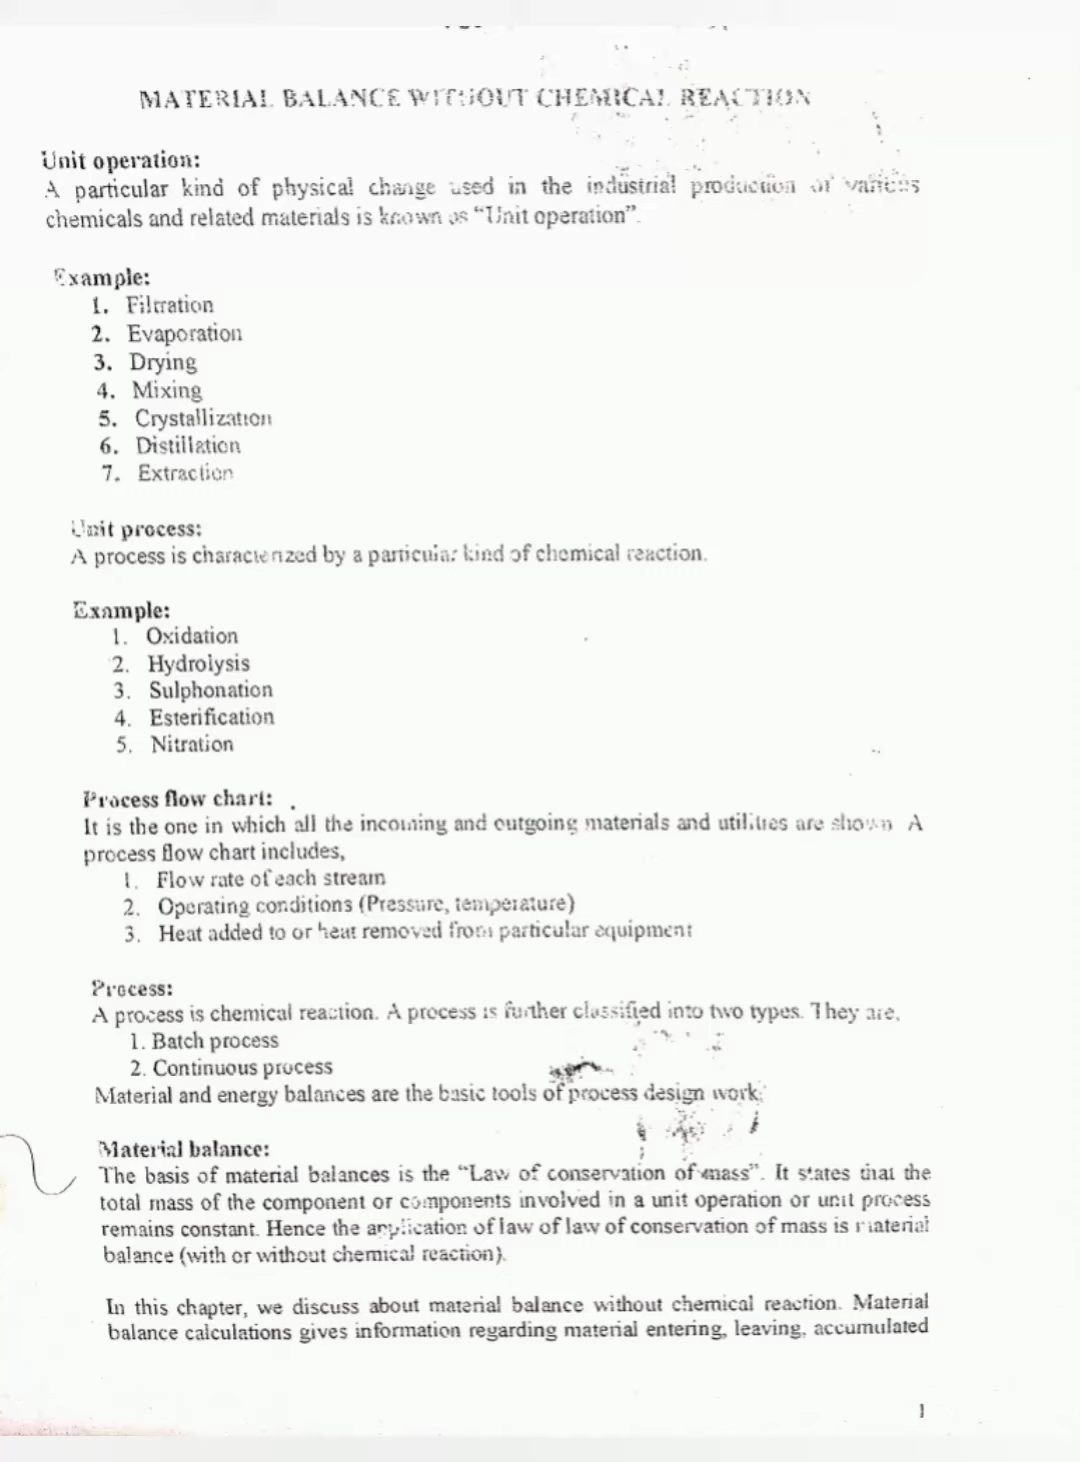 MATERIAL BALANCE WITHOUT CHEMICAL REACTION
Unit operation:
A particular kind of physical change used in the industrial production of various
chemicals and related materials is known as “Unit operation”.
Example:
1. Filtration
2. Evaporation
3. Drying
4. Mixing
5. Crystallization
6. Distillation
7. Extraction
Unit process:
A process is characterized by a particular kind of chemical reaction.
Example:
1. Oxidation
2. Hydrolysis
3. Sulphonation
4. Esterification
5. Nitration
Process flow chart:
It is the one in which all the incoming and outgoing materials and utilities are shown A
process flow chart includes,
1. Flow rate of each stream
2. Operating conditions (Pressure, temperature)
3. Heat added to or heat removed from particular equipment
Process:
A process is chemical reaction. A process is further classified into two types. They are,
1. Batch process
2. Continuous process
Material and energy balances are the basic tools of process design work.
Material balance:
The basis of material balances is the “Law of conservation of mass”. It states that the
total mass of the component or components involved in a unit operation or unit process
remains constant. Hence the application of law of law of conservation of mass is material
balance (with or without chemical reaction).
In this chapter, we discuss about material balance without chemical reaction. Material
balance calculations gives information regarding material entering, leaving, accumulated
1